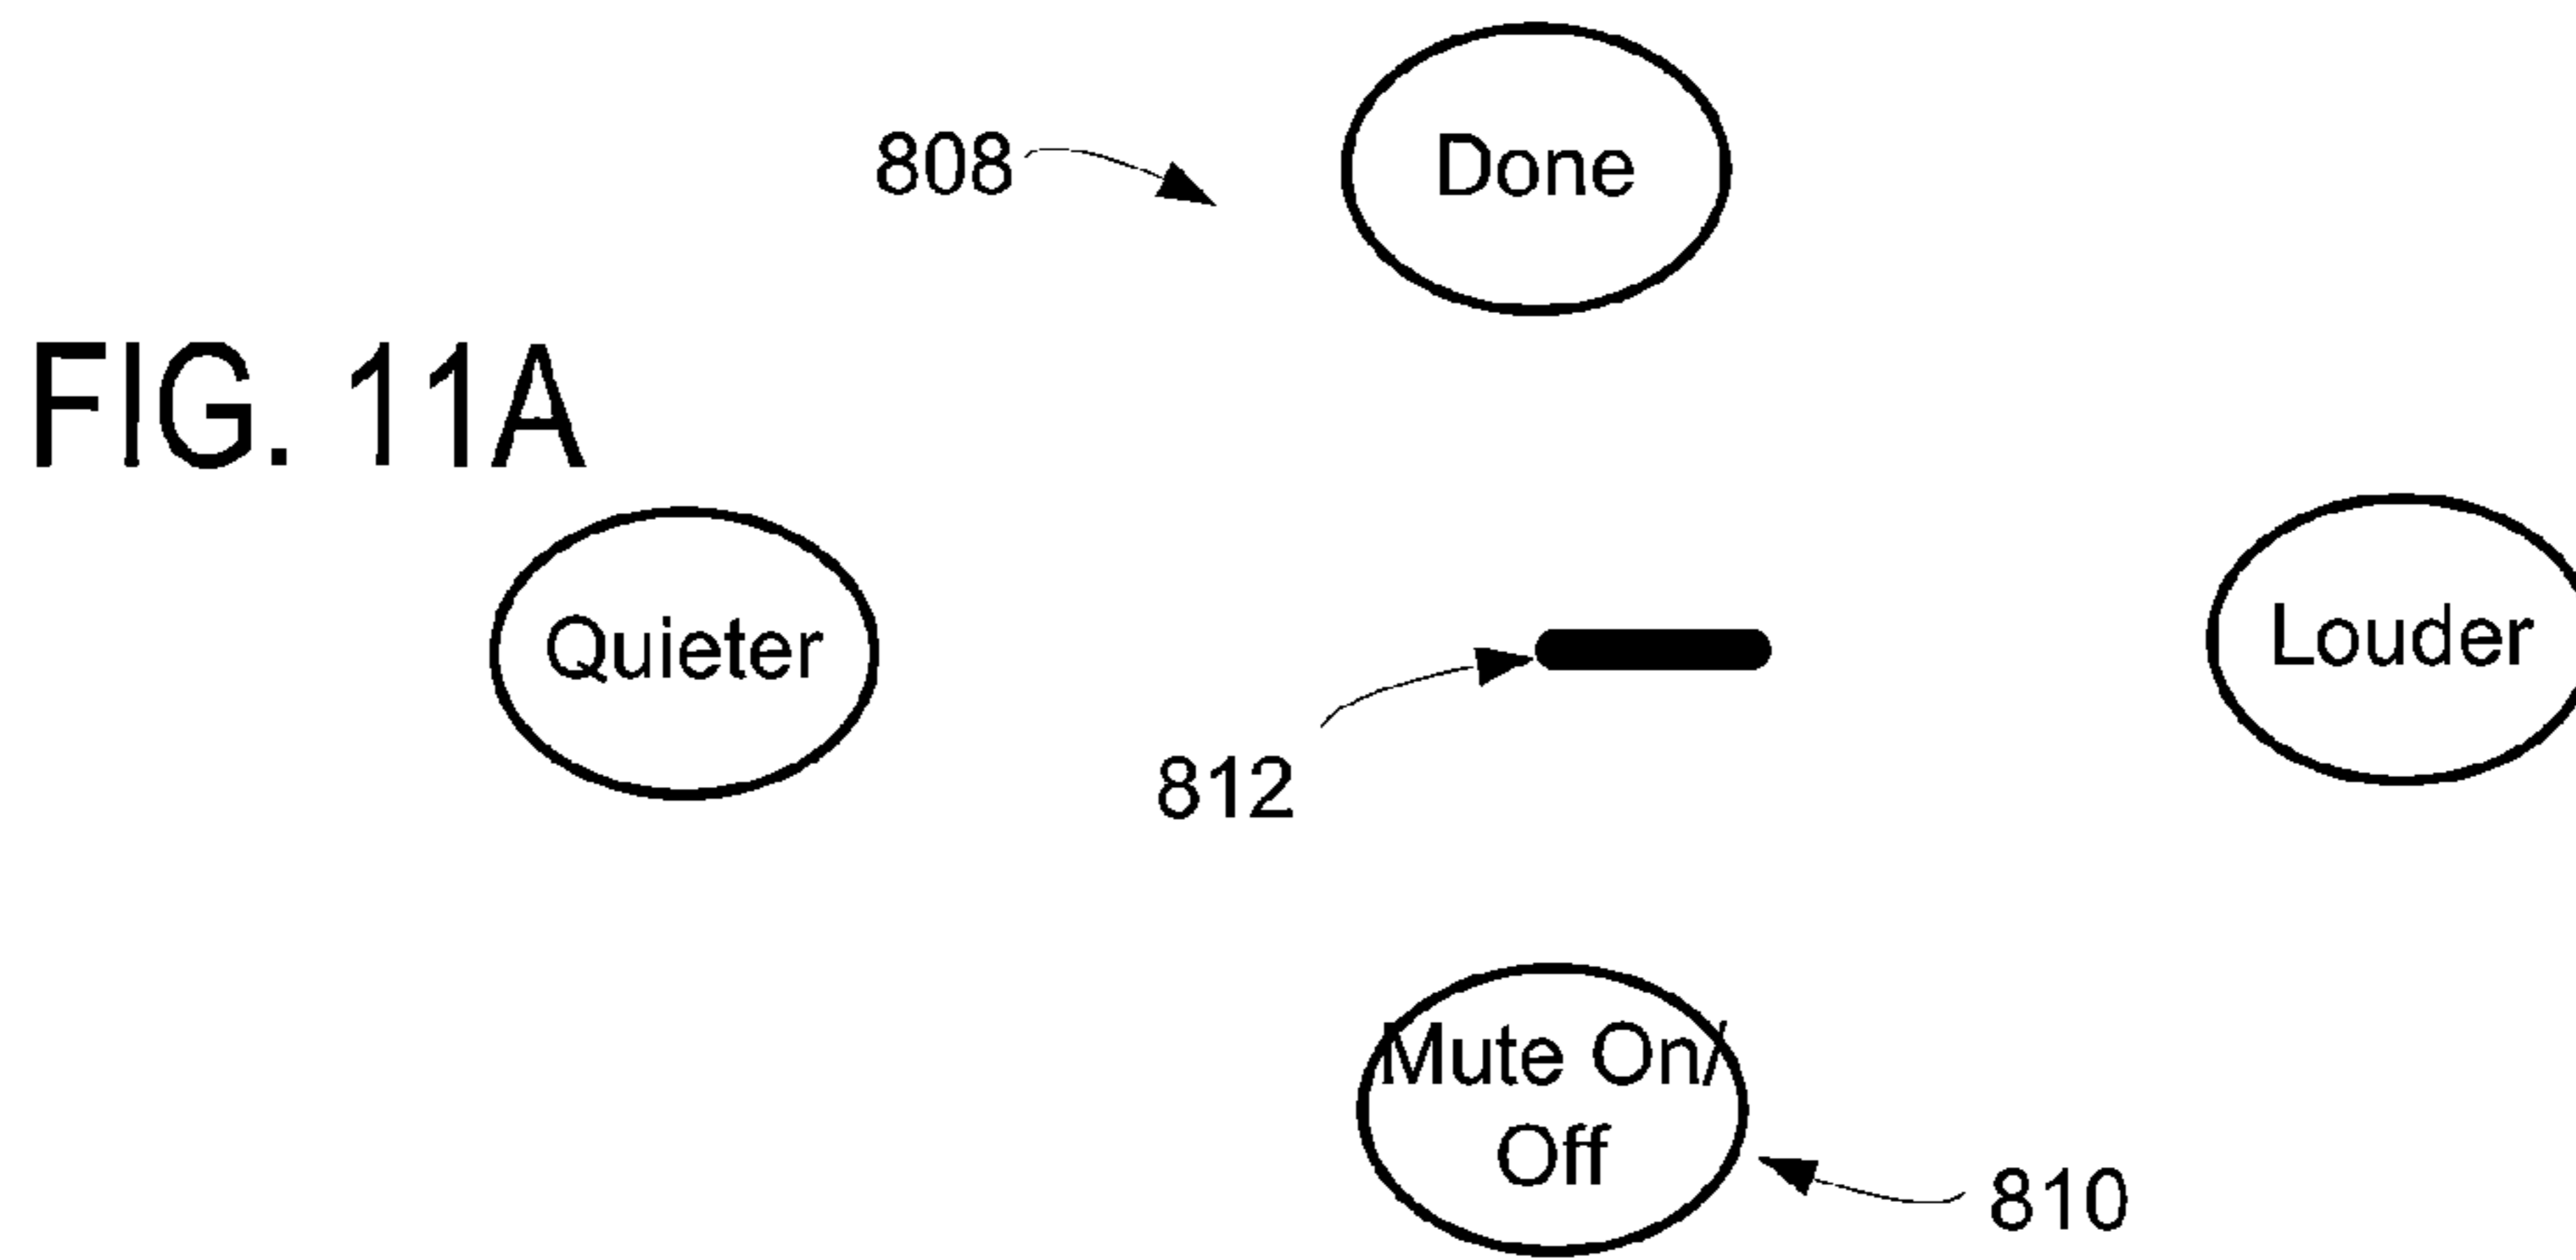 Done
808
FIG. 11A
Quieter
Louder
812
Mute On/
Off
810